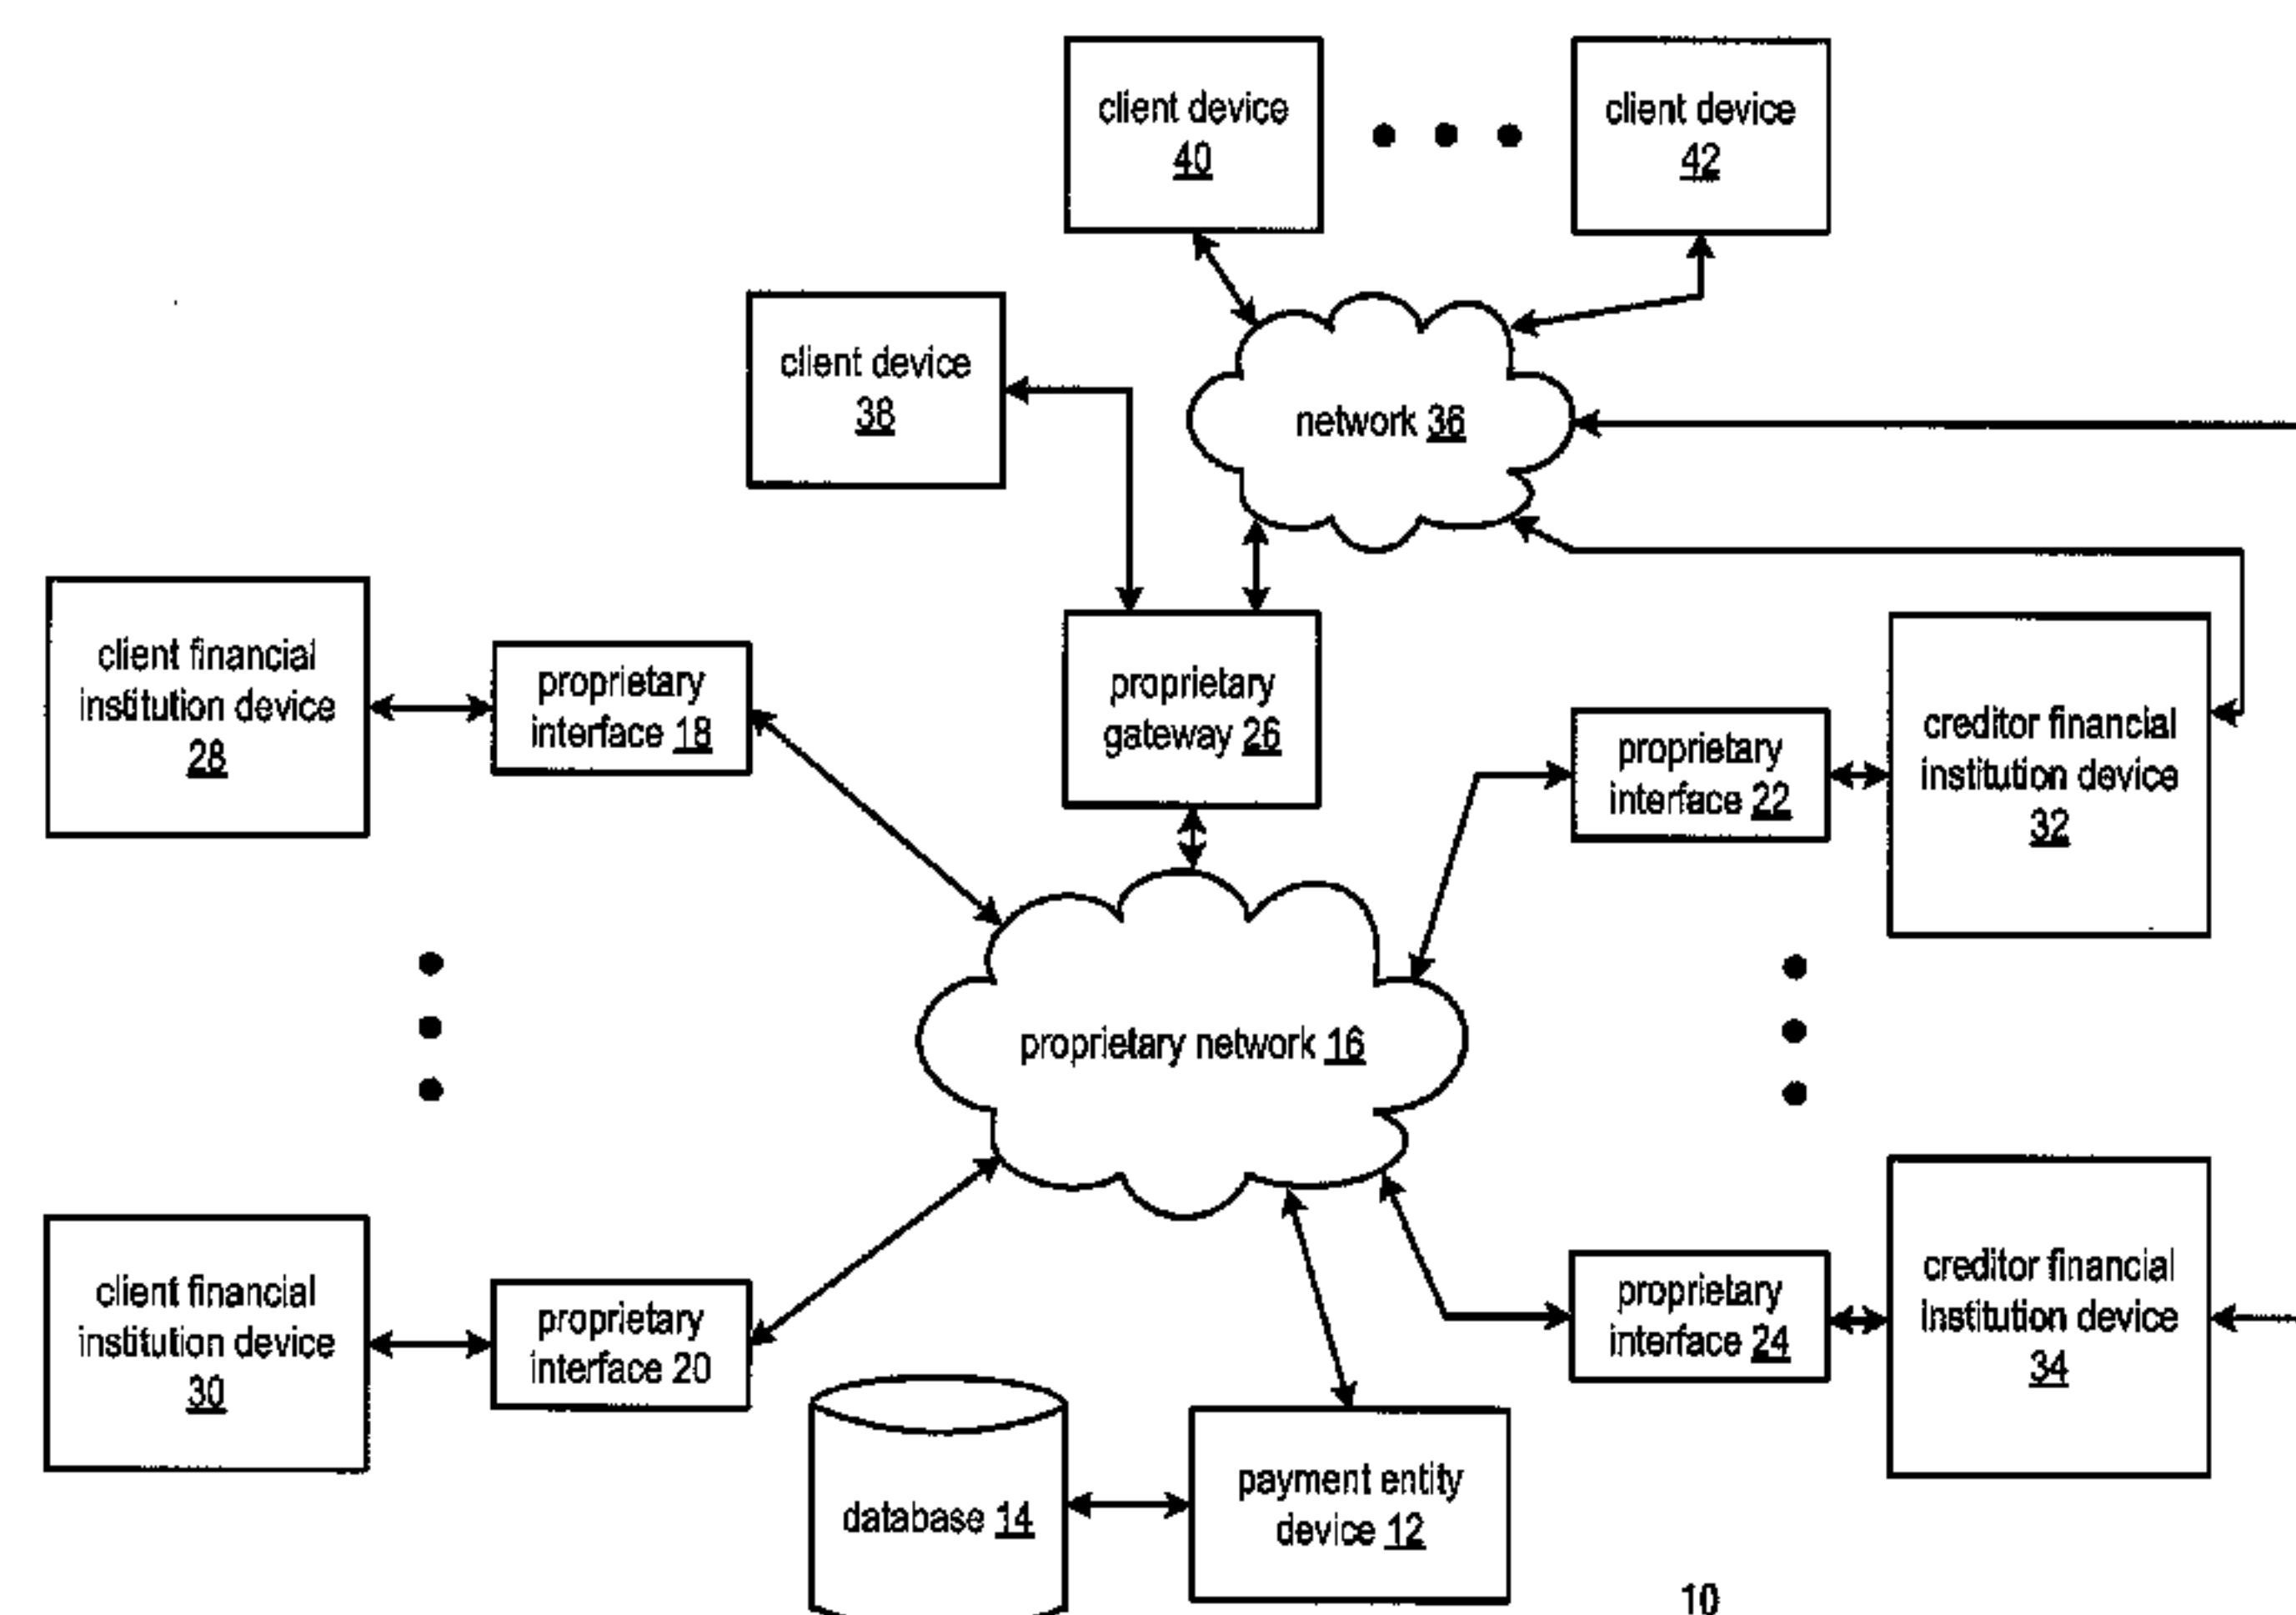 client device
40
client device
42
client device
38
network 36
client financial
institution device
28
proprietary
interface 18
proprietary
gateway 26
proprietary
interface 22
creditor financial
institution device
32
proprietary network 16
client financial
institution device
30
proprietary
interface 20
proprietary
interface 24
creditor financial
institution device
34
database 14
payment entity
device 12
10